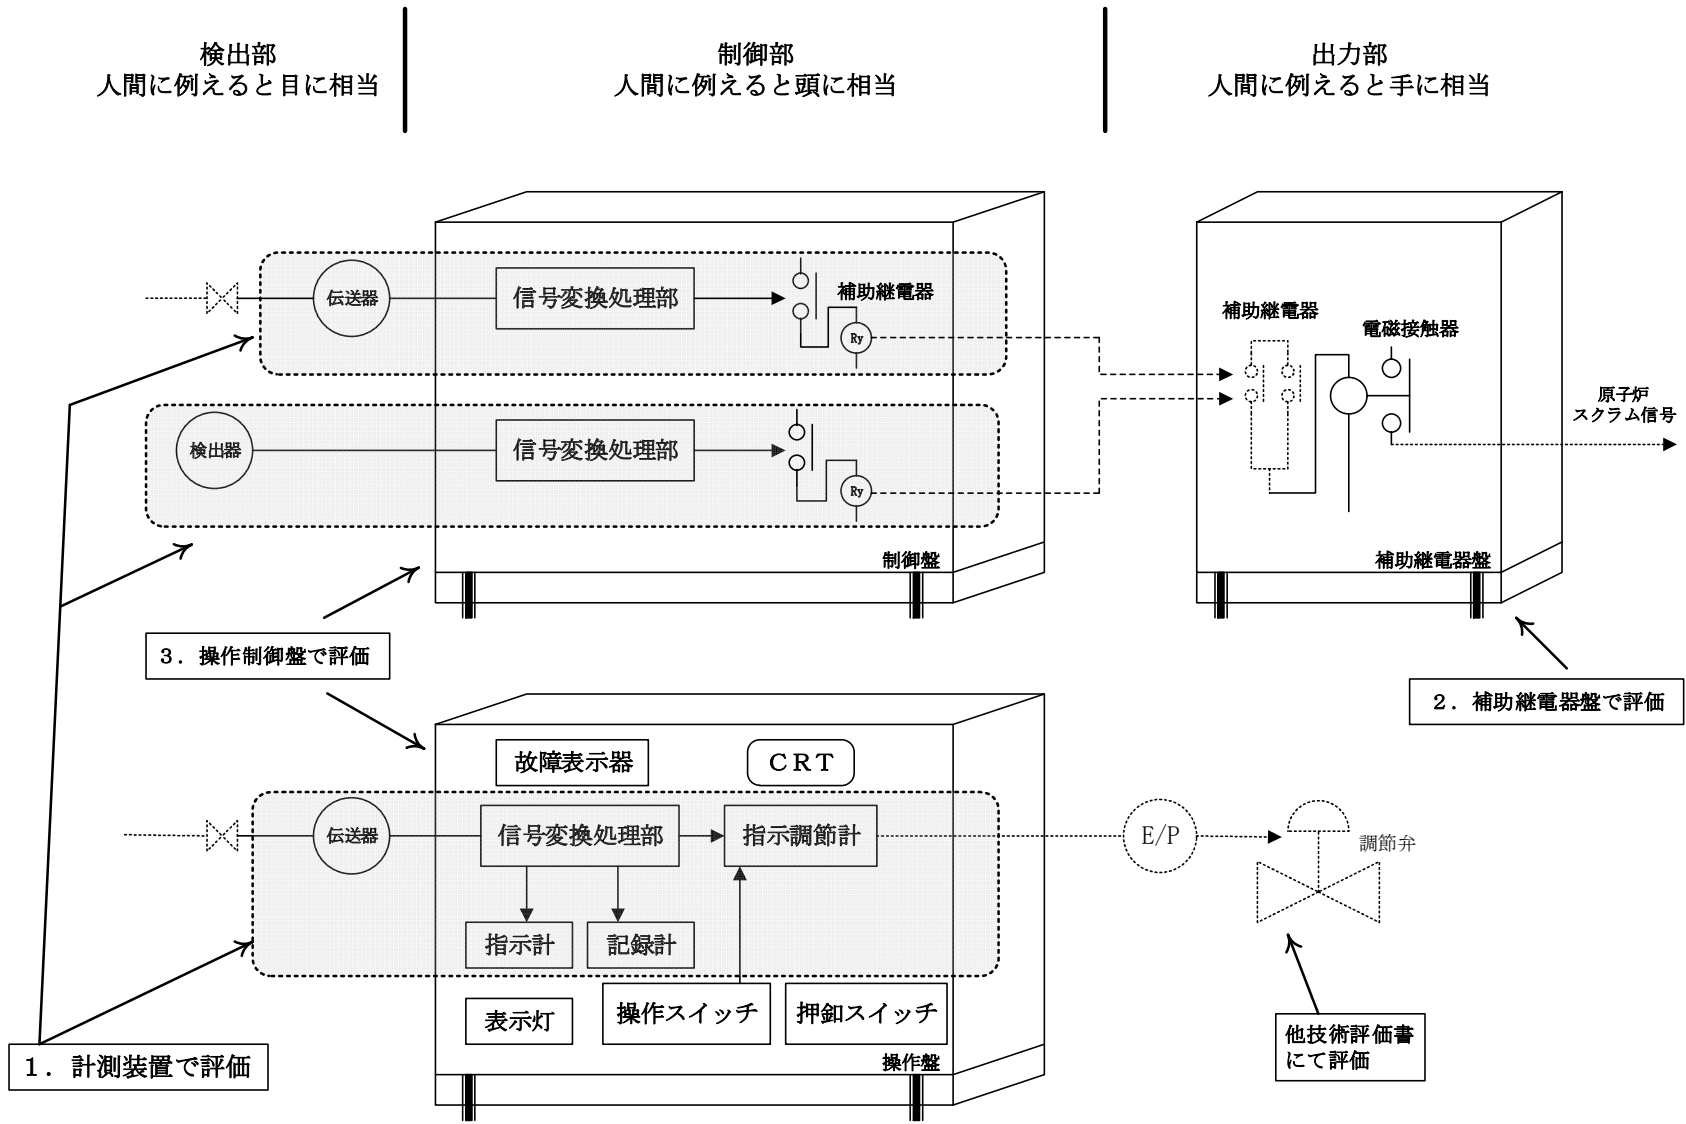 検出部
人間に例えると目に相当
制御部
人間に例えると頭に相当
出力部
人間に例えると手に相当
伝送器
信号変換処理部
補助継電器
Ry
検出器
信号変換処理部
Ry
制御盤
補助継電器
電磁接触器
原子炉
スクラム信号
補助継電器盤
３．操作制御盤で評価
２．補助継電器盤で評価
故障表示器
ＣＲＴ
伝送器
信号変換処理部
指示調節計
E/P
調節弁
指示計
記録計
表示灯
操作スイッチ
押釦スイッチ
操作盤
１．計測装置で評価
他技術評価書
にて評価